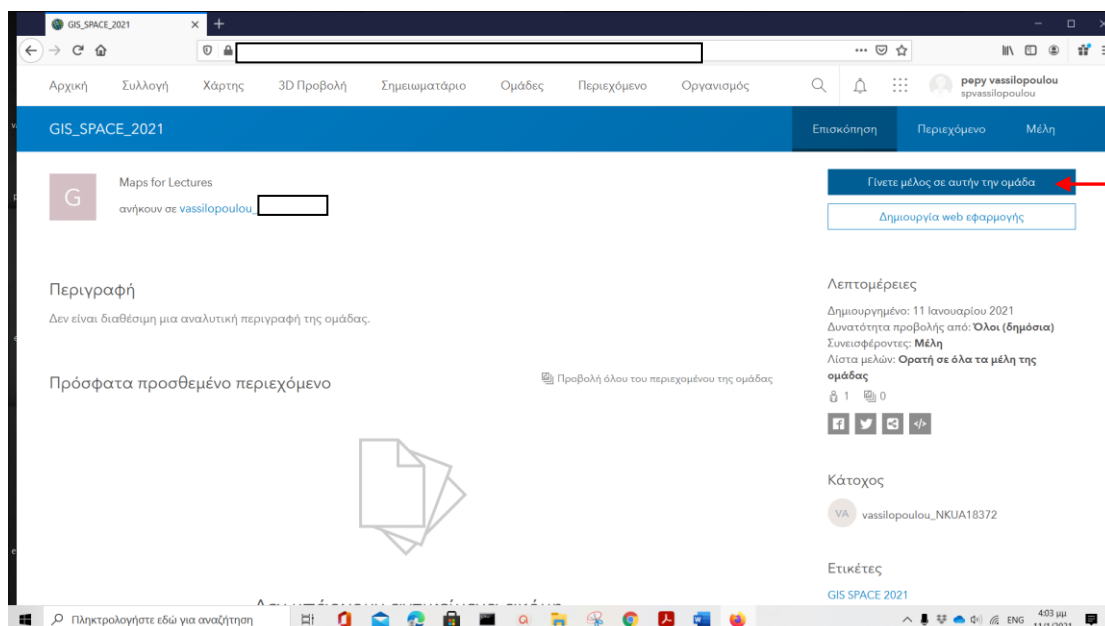 GIS_SPACE_2021
Αρχική Συλλογή Χάρτης 3D Προβολή Σημειωματάριο Ομάδες Περιεχόμενο Οργανισμός
pepy vassilopoulou
spvassilopoulou
GIS_SPACE_2021
Επισκόπηση Περιεχόμενο Μέλη
G
Maps for Lectures
ανήκουν σε vassilopoulou_
Γίνετε μέλος σε αυτήν την ομάδα
Δημιουργία web εφαρμογής
Περιγραφή
Δεν είναι διαθέσιμη μια αναλυτική περιγραφή της ομάδας.
Πρόσφατα προσθεμένο περιεχόμενο
Προβολή όλου του περιεχομένου της ομάδας
Λεπτομέρειες
Δημιουργημένο: 11 Ιανουαρίου 2021
Δυνατότητα προβολής από: Όλοι (δημόσια)
Συνεισφέροντες: Μέλη
Λίστα μελών: Ορατή σε όλα τα μέλη της
ομάδας
1 0
Κάτοχος
VA vassilopoulou_NKUA18372
Ετικέτες
GIS SPACE 2021
Πληκτρολογήστε εδώ για αναζήτηση
ENG
4:03 μμ
11/1/2021